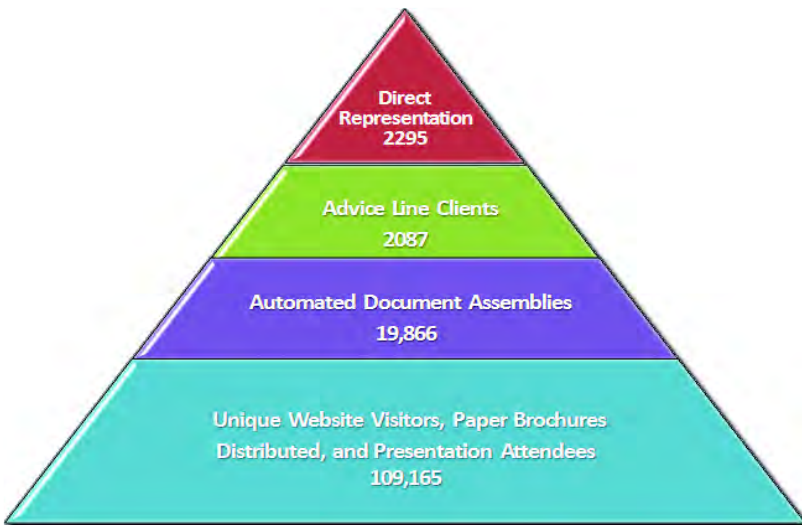 Direct
Representation
2295
Advice Line Clients
2087
Automated Document Assemblies
19,866
Unique Website Visitors, Paper Brochures
Distributed, and Presentation Attendees
109,165